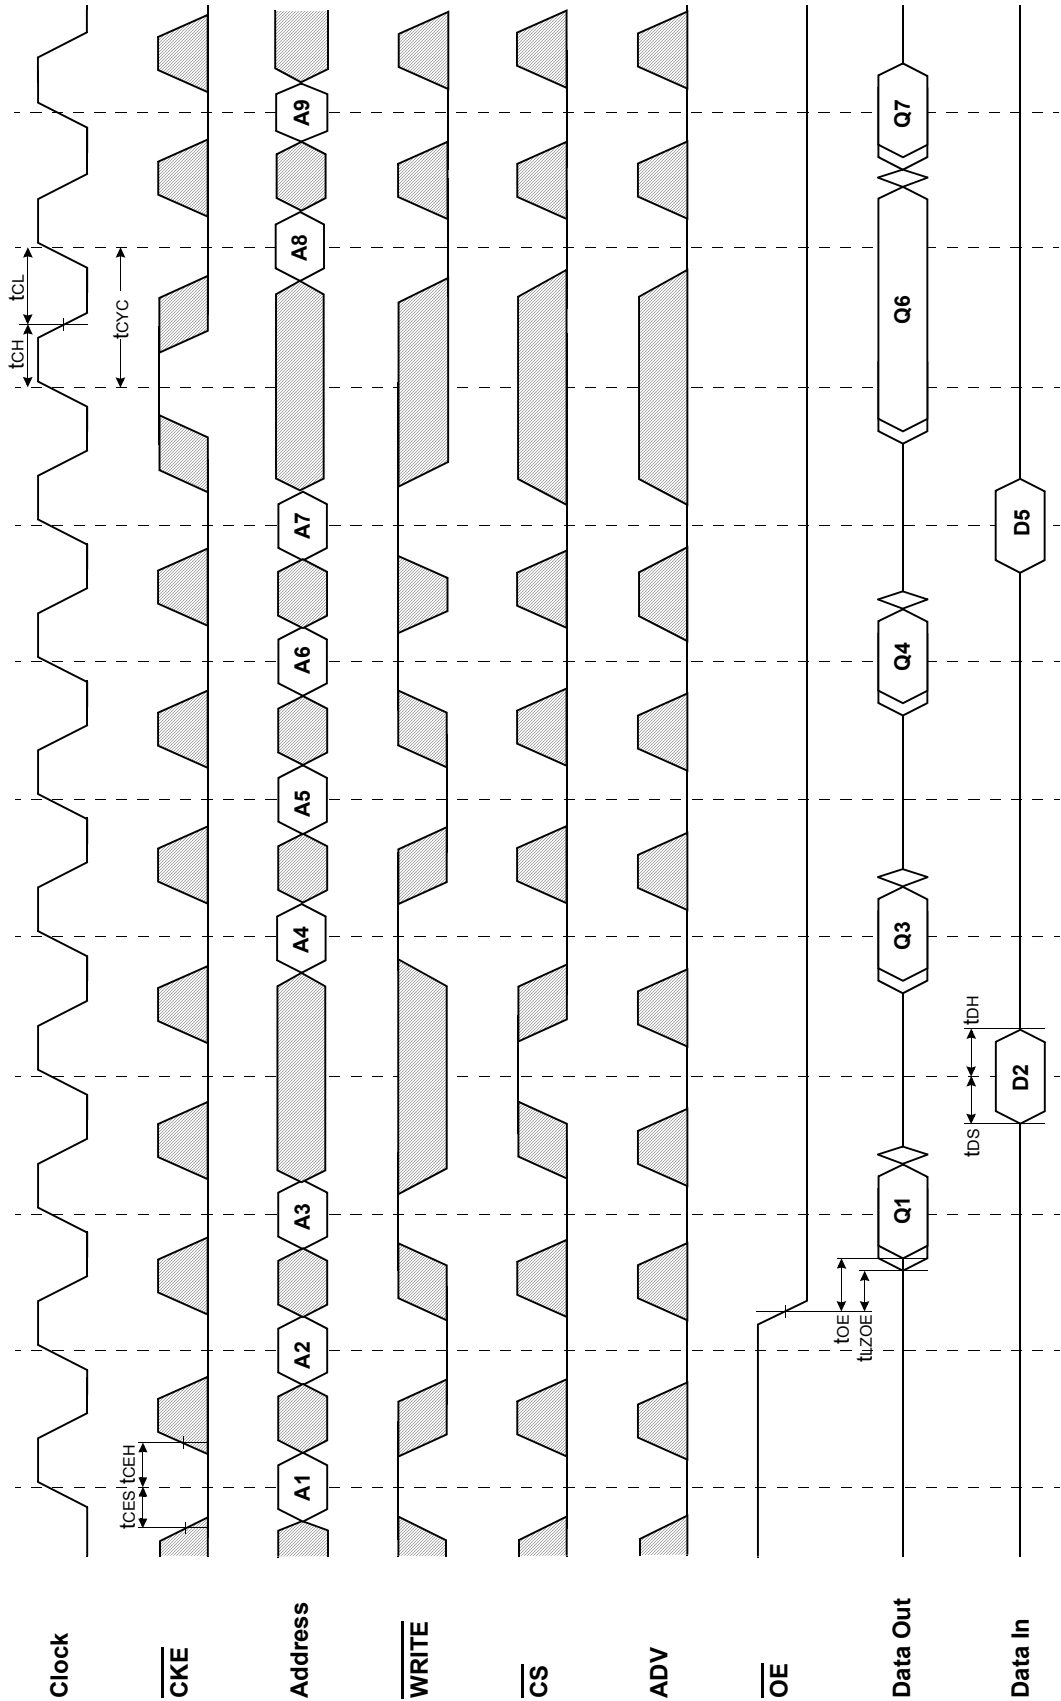 Clock
tCH
tCL
tCYC
CKE
tCES
tCEH
Address
A1
A2
A3
A4
A5
A6
A7
A8
A9
WRITE
CS
ADV
OE
tOE
tLZOE
Data Out
Q1
Q3
Q4
Q6
Q7
tDS
tDH
Data In
D2
D5